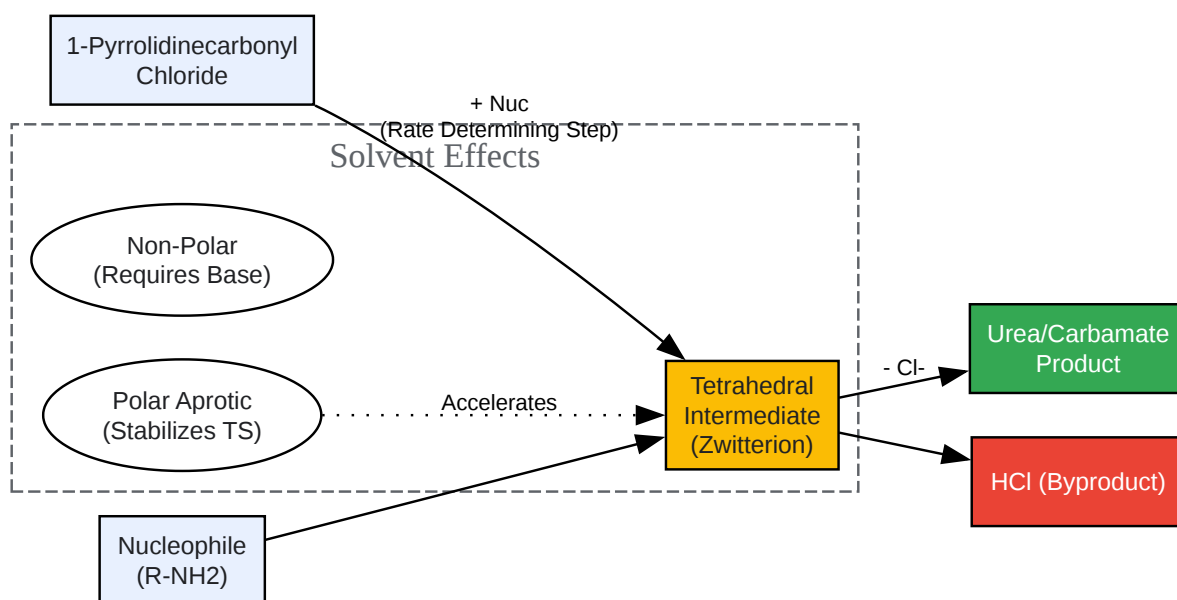 1-Pyrrolidinecarbonyl
Chloride
+ Nuc
(Rate Determining Step)
Solvent Effects
Non-Polar
(Requires Base)
Polar Aprotic
(Stabilizes TS)
Accelerates
Tetrahedral
Intermediate
(Zwitterion)
- Cl-
Urea/Carbamate
Product
HCl (Byproduct)
Nucleophile
(R-NH2)